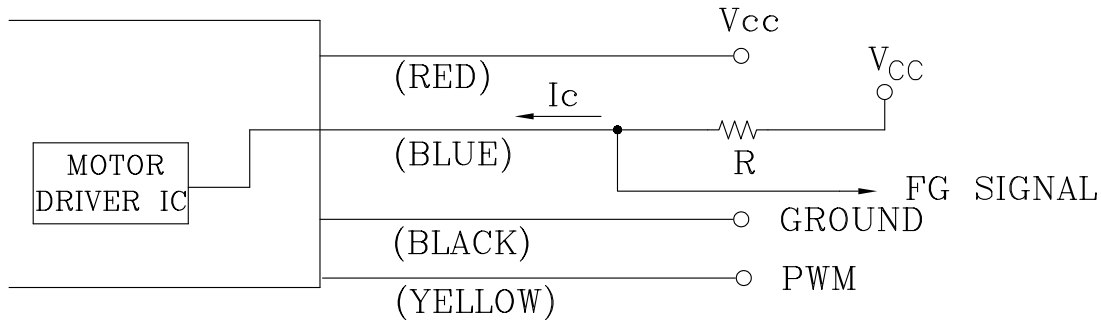 Vcc
(RED)
VCC
Ic
(BLUE)
R
MOTOR
DRIVER IC
FG SIGNAL
GROUND
(BLACK)
PWM
(YELLOW)